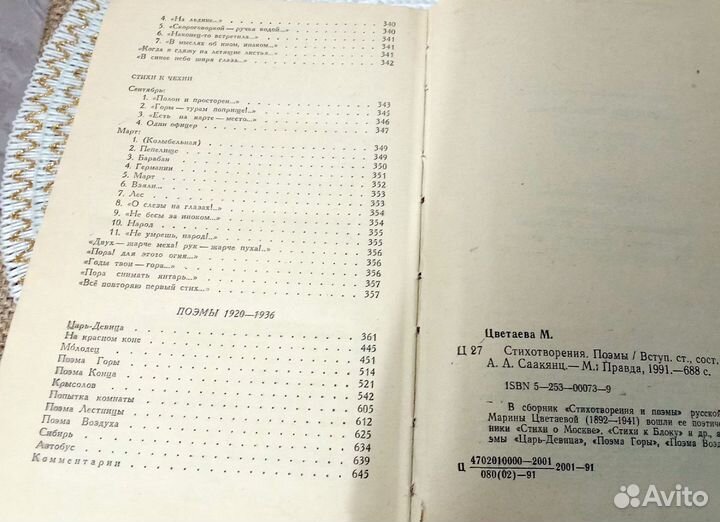 4. «На льдине...» . . . 340
5. «Скороговоркой — ручья водой...» . . . 340
6. «Наконец-то встретила...» . . . 341
7. «В мыслях об ином, инаком...» . . . 341
«Когда я гляжу на летящие листья...» . . . 341
«В синее небо ширя глаза...» . . . 342
СТИХИ К ЧЕХИИ
Сентябрь:
1. «Полон и просторен...» . . . 343
2. «Горы — турам поприще!..» . . . 345
3. «Есть на карте — место...» . . . 346
4. Один офицер . . . 347
Март:
1. (Колыбельная) . . . 349
2. Пепелище . . . 349
3. Барабан . . . 350
4. Германии . . . 351
5. Март . . . 352
6. Взяли... . . . 353
7. Лес . . . 353
8. «О слезы на глазах!..» . . . 354
9. «Не бесы за иноком...» . . . 354
10. Народ . . . 355
11. «Не умрешь, народ!..» . . . 355
«Двух — жарче меха! рук — жарче пуха!..» . . . 356
«Пора! для этого огня...» . . . 356
«Годы твои — гора...» . . . 356
«Пора снимать янтарь...» . . . 357
«Всё повторяю первый стих...» . . . 357
ПОЭМЫ 1920—1936
Царь-Девица . . . 361
На красном коне . . . 445
Молодец . . . 451
Поэма Горы . . . 514
Поэма Конца . . . 521
Крысолов . . . 542
Попытка комнаты . . . 605
Поэма Лестницы . . . 612
Поэма Воздуха . . . 625
Сибирь . . . 634
Автобус . . . 639
Комментарии . . . 645
Цветаева М.
Ц 27 Стихотворения. Поэмы / Вступ. ст., сост.
А. А. Саакянц.— М.: Правда, 1991.—688 с.
ISBN 5—253—00073—9
В сборник «Стихотворения и поэмы» русской
Марины Цветаевой (1892—1941) вошли ее поэтиче
ники «Стихи о Москве», «Стихи к Блоку» и др., а
эмы «Царь-Девица», «Поэма Горы», «Поэма Возд
Ц 4702010000—2001 2001—91
080(02)—91
Avito